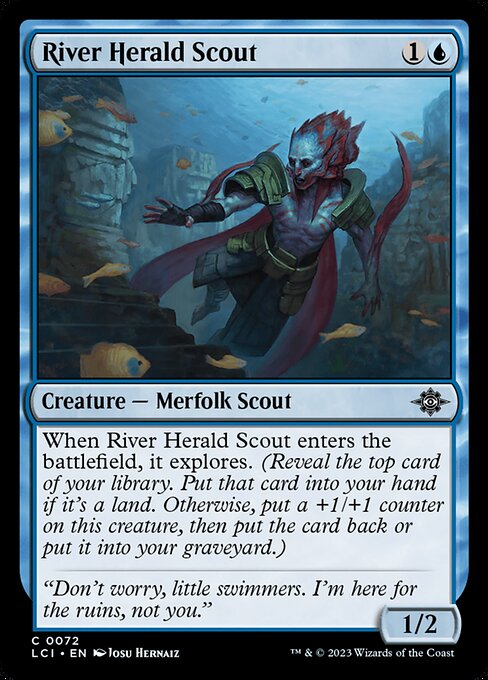 River Herald Scout 1
Creature — Merfolk Scout
When River Herald Scout enters the
battlefield, it explores. (Reveal the top card
of your library. Put that card into your hand
if it's a land. Otherwise, put a +1/+1 counter
on this creature, then put the card back or
put it into your graveyard.)
“Don't worry, little swimmers. I'm here for
the ruins, not you.”
1/2
C 0072
LCI • EN Josu Hernaiz
™ & © 2023 Wizards of the Coast